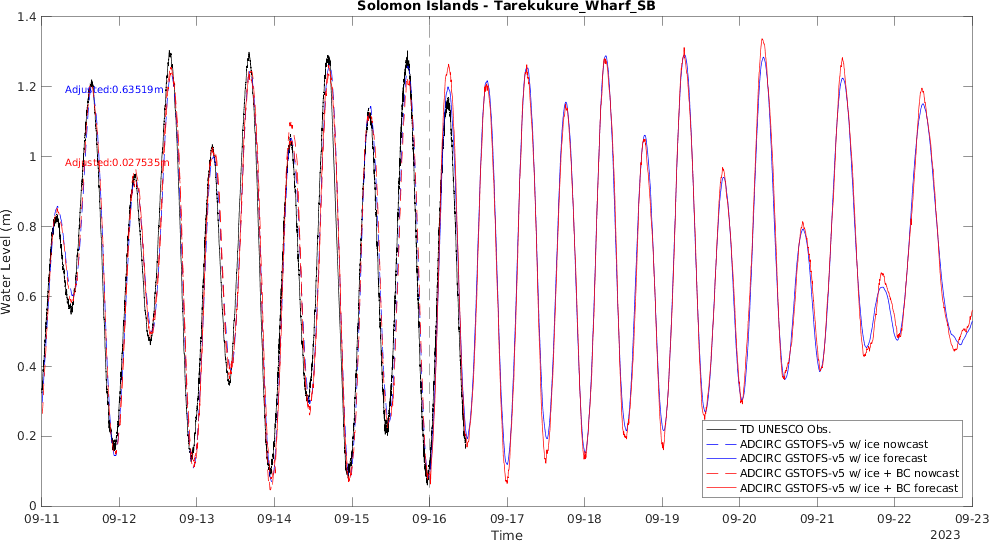 Solomon Islands - Tarekukure_Wharf_SB
1.4
1.2
1
0.8
0.6
0.4
0.2
0
Water Level (m)
Adjusted:0.63519m
Adjusted:0.027535m
TD UNESCO Obs.
ADCIRC GSTOFS-v5 w/ ice nowcast
ADCIRC GSTOFS-v5 w/ ice forecast
ADCIRC GSTOFS-v5 w/ ice + BC nowcast
ADCIRC GSTOFS-v5 w/ ice + BC forecast
09-11 09-12 09-13 09-14 09-15 09-16 09-17 09-18 09-19 09-20 09-21 09-22 09-23
Time
2023